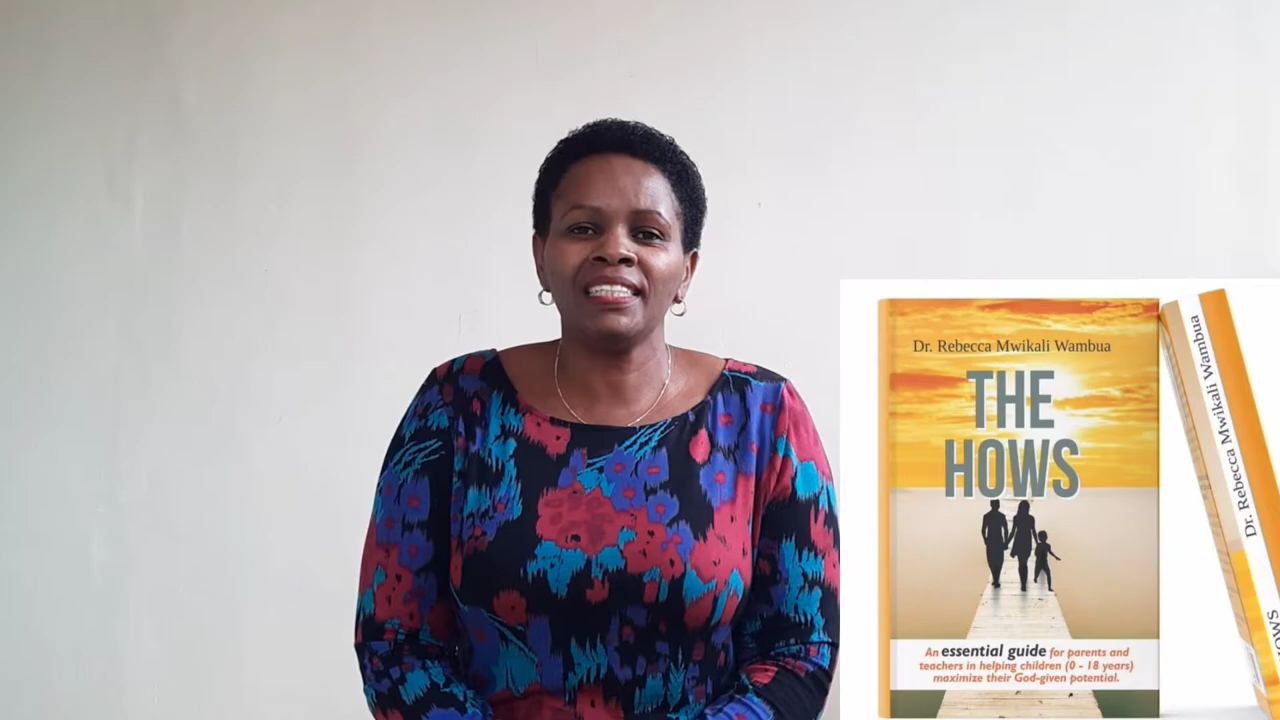 Dr. Rebecca Mwikali Wambua
THE
HOWS
An essential guide for parents and
teachers in helping children (0 - 18 years)
maximize their God-given potential.
Dr. Rebecca Mwikali Wambua
HOWS